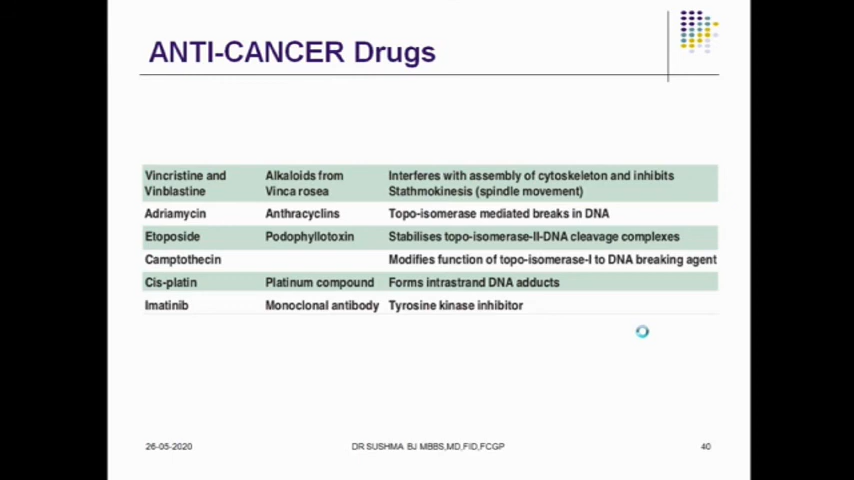 ANTI-CANCER Drugs
Vincristine and Alkaloids from Interferes with assembly of cytoskeleton and inhibits
Vinblastine Vinca rosea Stathmokinesis (spindle movement)
Adriamycin Anthracyclins Topo-isomerase mediated breaks in DNA
Etoposide Podophyllotoxin Stabilises topo-isomerase-II-DNA cleavage complexes
Camptothecin Modifies function of topo-isomerase-I to DNA breaking agent
Cis-platin Platinum compound Forms intrastrand DNA adducts
Imatinib Monoclonal antibody Tyrosine kinase inhibitor
26-05-2020 DR SUSHMA BJ MBBS,MD,FID,FCGP 40